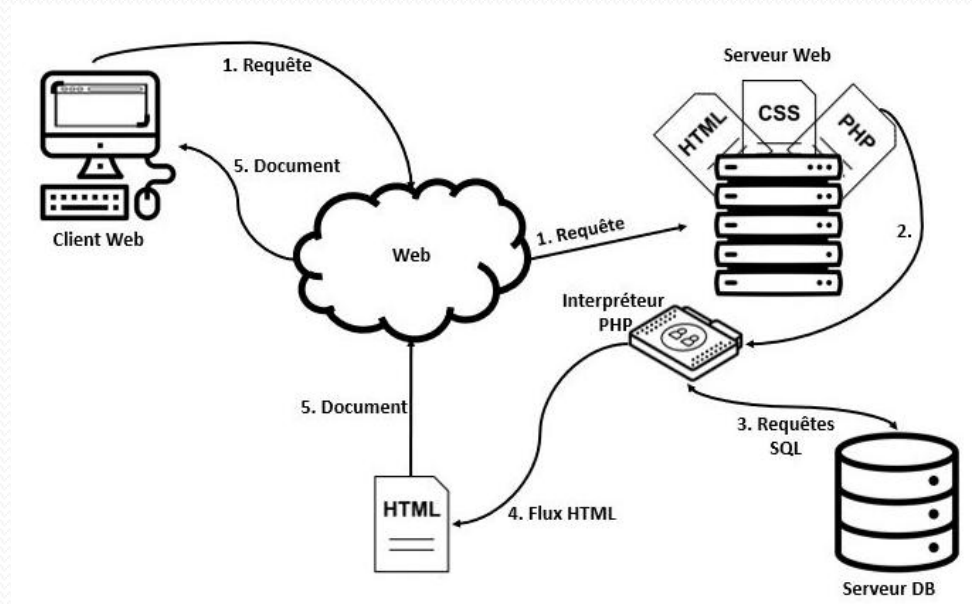 Serveur Web
1. Requête
HTML
CSS
PHP
5. Document
Client Web
1. Requête
2.
Web
Interpréteur
PHP
5. Document
3. Requêtes
SQL
HTML
4. Flux HTML
Serveur DB